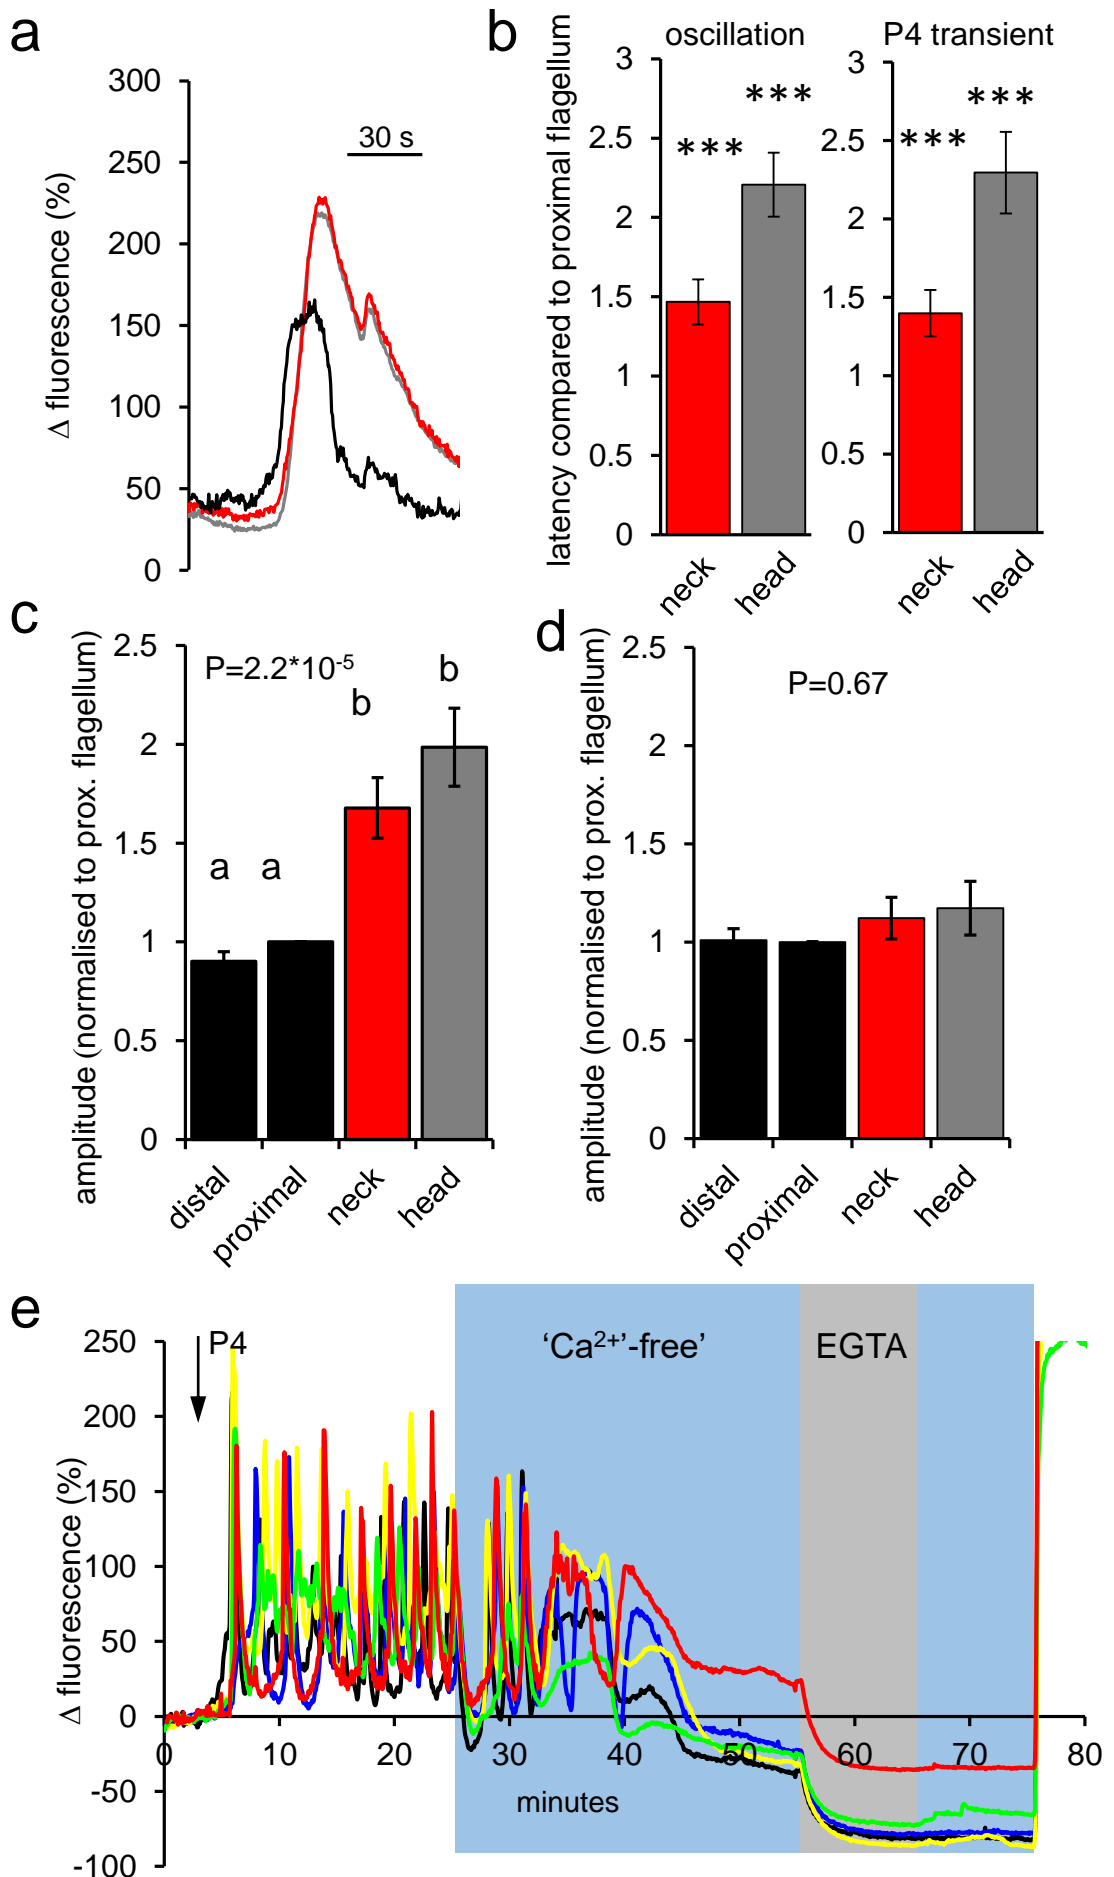 a
300
250
200
150
100
50
0
Δ fluorescence (%)
30 s
b
oscillation
P4 transient
latency compared to proximal flagellum
3
2.5
2
1.5
1
0.5
0
***
***
neck
head
3
2.5
2
1.5
1
0.5
0
***
***
neck
head
c
amplitude (normalised to prox. flagellum)
2.5
2
1.5
1
0.5
0
P=2.2*10-5
a
a
b
b
distal
proximal
neck
head
d
amplitude (normalised to prox. flagellum)
2.5
2
1.5
1
0.5
0
P=0.67
distal
proximal
neck
head
e
Δ fluorescence (%)
250
200
150
100
50
0
-50
-100
P4
‘Ca2+’-free’
EGTA
0
10
20
30
40
50
60
70
80
minutes